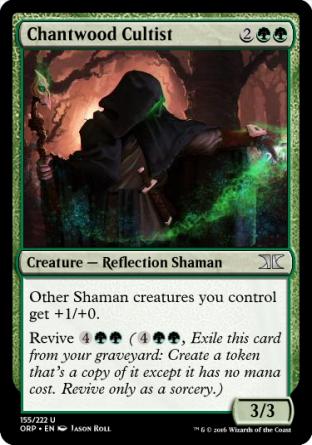 Chantwood Cultist 2
Creature — Reflection Shaman
Other Shaman creatures you control
get +1/+0.
Revive 4 ( 4 , Exile this card
from your graveyard: Create a token
that's a copy of it except it has no mana
cost. Revive only as a sorcery.)
3/3
155/222 U
ORP • EN JASON ROLL
™ & © 2016 Wizards of the Coast